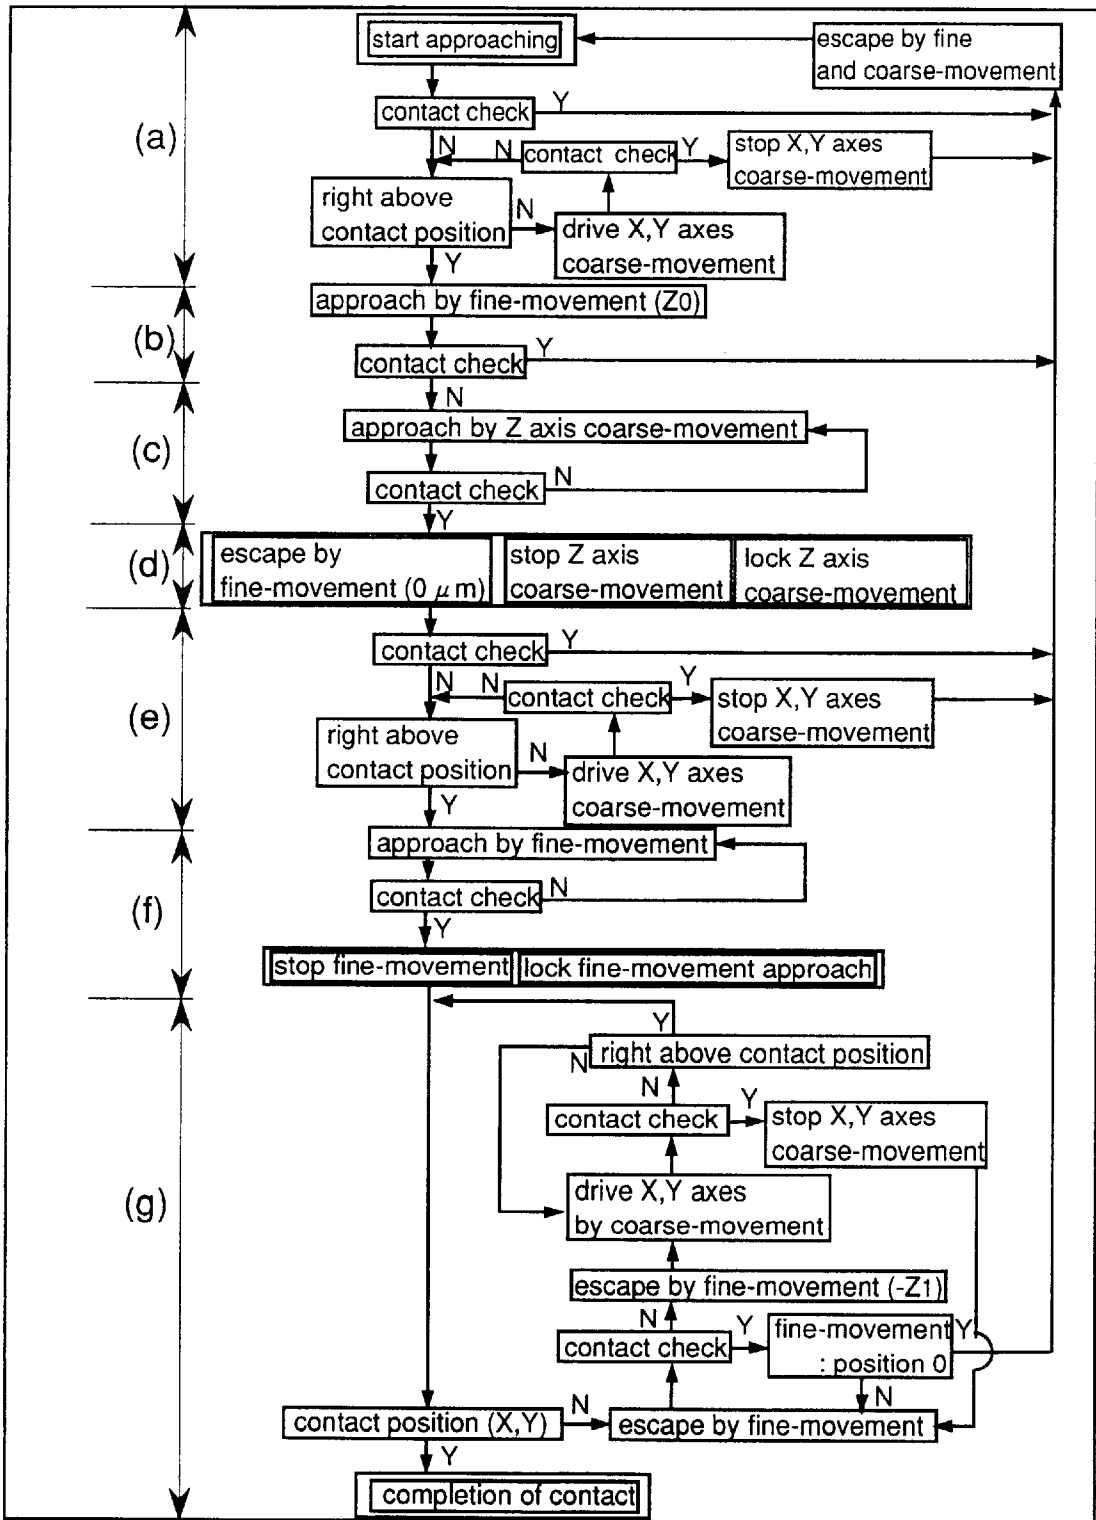 start approaching
escape by fine
and coarse-movement
contact check
Y
(a)
N
N
contact check
Y
stop X,Y axes
coarse-movement
right above
contact position
N
drive X,Y axes
coarse-movement
Y
approach by fine-movement (Z0)
(b)
contact check
Y
N
approach by Z axis coarse-movement
(c)
contact check
N
Y
(d)
escape by
fine-movement (0 μm)
stop Z axis
coarse-movement
lock Z axis
coarse-movement
contact check
Y
N
N
contact check
Y
stop X,Y axes
coarse-movement
(e)
right above
contact position
N
drive X,Y axes
coarse-movement
Y
approach by fine-movement
contact check
N
(f)
Y
stop fine-movement
lock fine-movement approach
Y
right above contact position
N
N
contact check
Y
stop X,Y axes
coarse-movement
(g)
drive X,Y axes
by coarse-movement
escape by fine-movement (-Z1)
N
contact check
Y
fine-movement
: position 0
Y
N
contact position (X,Y)
N
escape by fine-movement
Y
completion of contact